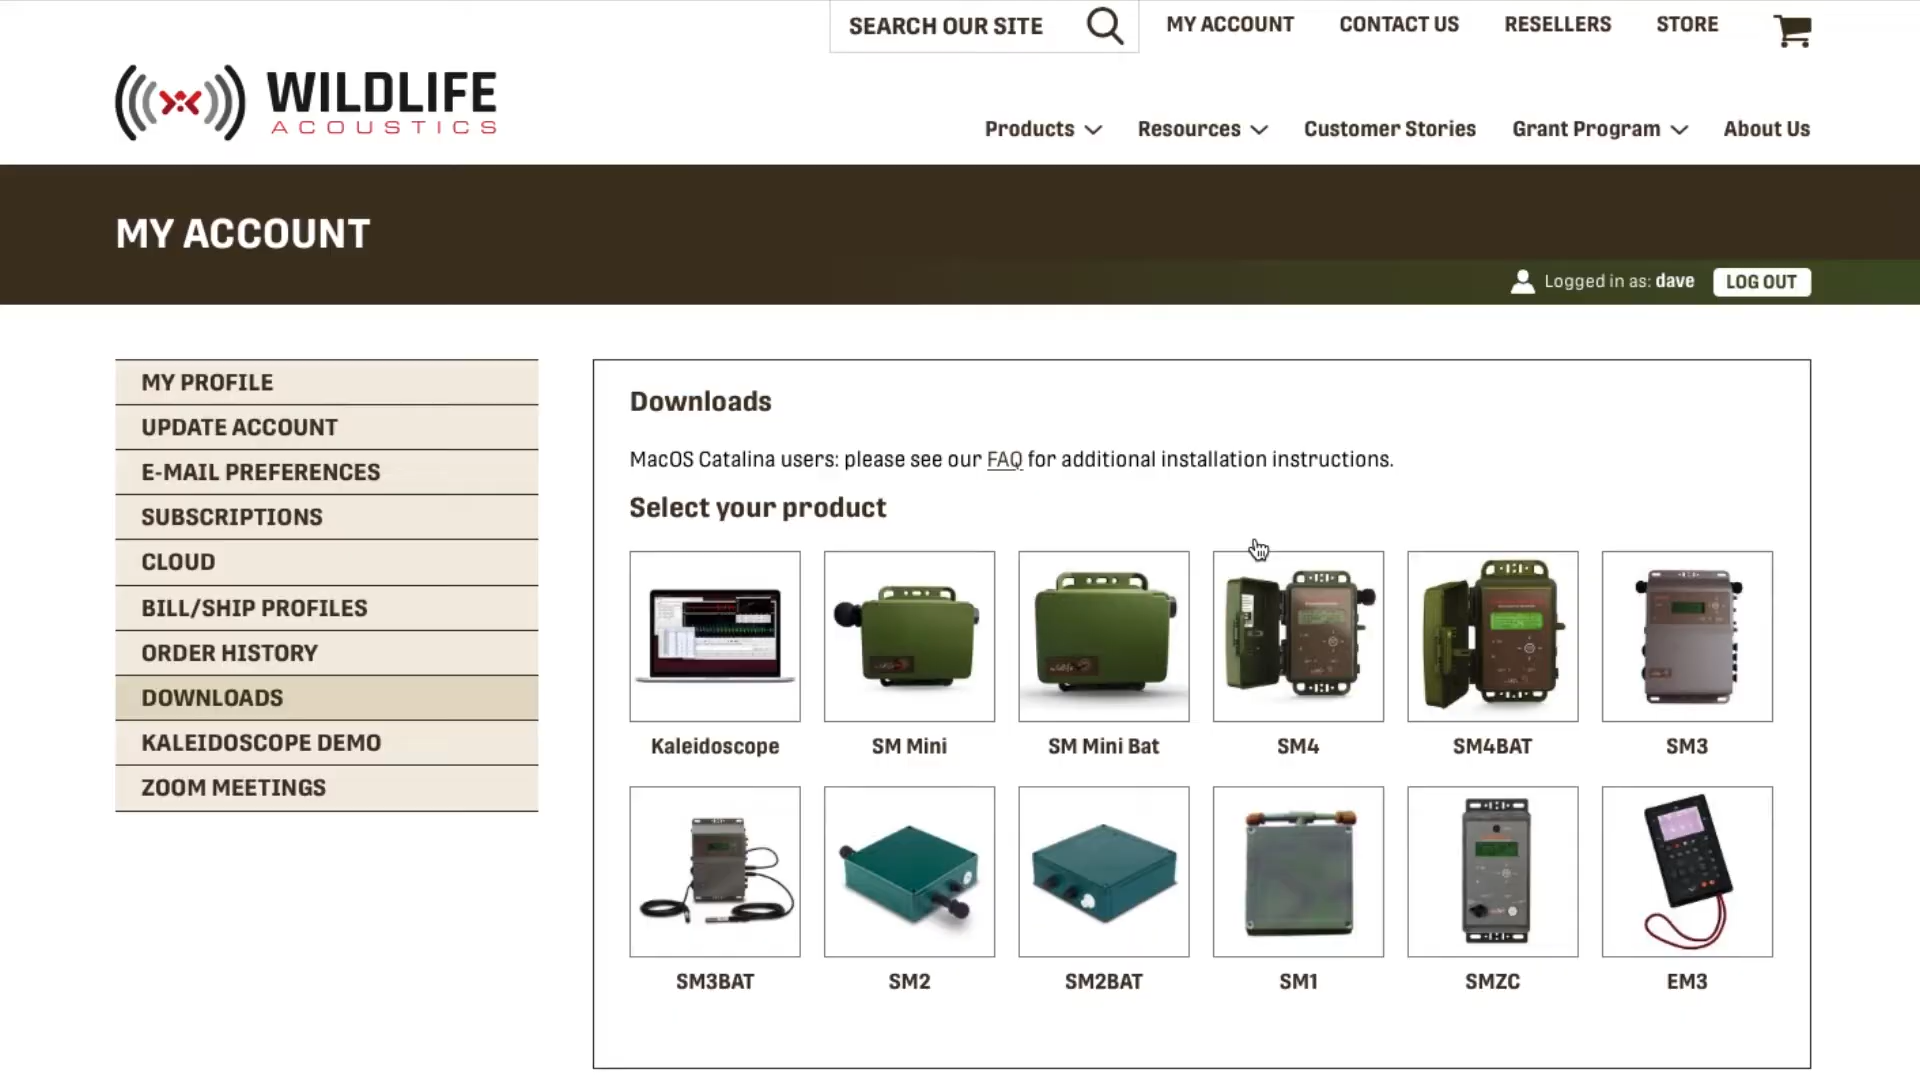 SEARCH OUR SITE
MY ACCOUNT
CONTACT US
RESELLERS
STORE
WILDLIFE
ACOUSTICS
Products
Resources
Customer Stories
Grant Program
About Us
MY ACCOUNT
Logged in as: dave
LOG OUT
MY PROFILE
UPDATE ACCOUNT
E-MAIL PREFERENCES
SUBSCRIPTIONS
CLOUD
BILL/SHIP PROFILES
ORDER HISTORY
DOWNLOADS
KALEIDOSCOPE DEMO
ZOOM MEETINGS
Downloads
MacOS Catalina users: please see our FAQ for additional installation instructions.
Select your product
Kaleidoscope
SM Mini
SM Mini Bat
SM4
SM4BAT
SM3
SM3BAT
SM2
SM2BAT
SM1
SMZC
EM3